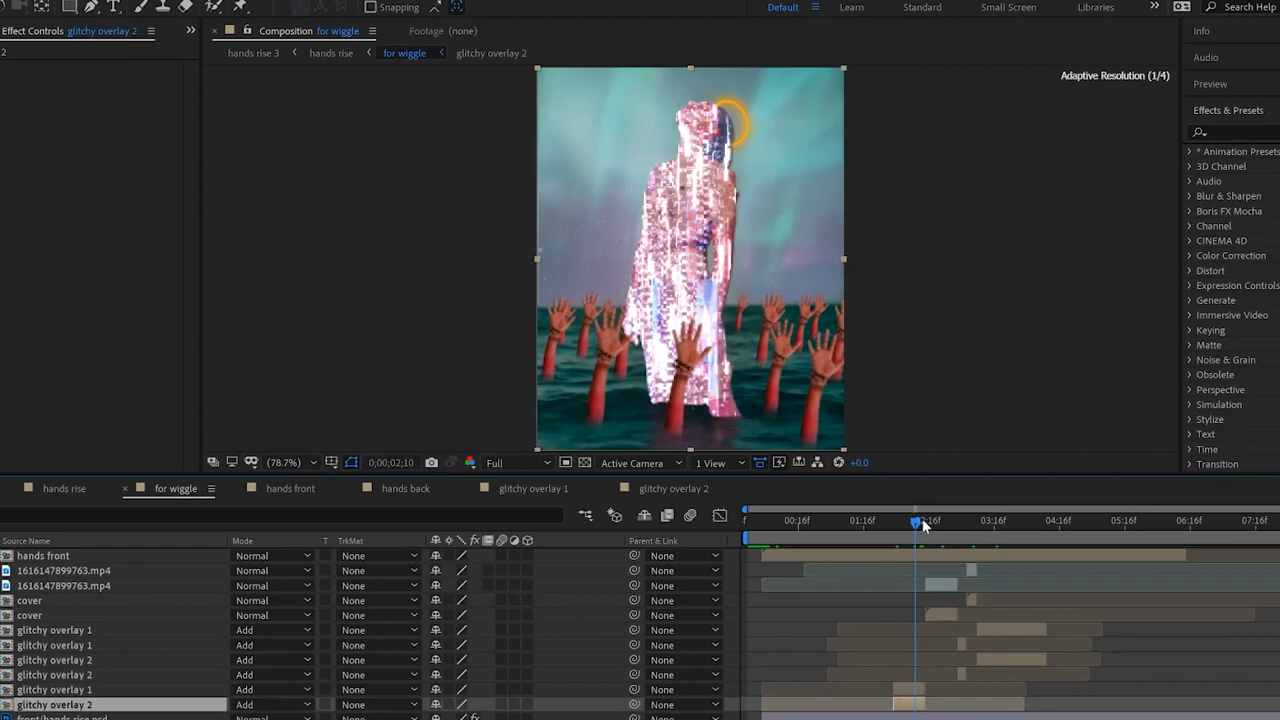 Snapping
Default
Learn
Standard
Small Screen
Libraries
Search Help
Effect Controls glitchy overlay 2
Composition for wiggle
Footage (none)
Info
2
hands rise 3
hands rise
for wiggle
glitchy overlay 2
Audio
Adaptive Resolution (1/4)
Preview
Effects & Presets
* Animation Presets
3D Channel
Audio
Blur & Sharpen
Boris FX Mocha
Channel
CINEMA 4D
Color Correction
Distort
Expression Controls
Generate
Immersive Video
Keying
Matte
Noise & Grain
Obsolete
Perspective
Simulation
Stylize
Text
Time
Transition
(78.7%)
0;00;02;10
Full
Active Camera
1 View
+0.0
hands rise
for wiggle
hands front
hands back
glitchy overlay 1
glitchy overlay 2
f
00:16f
01:16f
2:16f
03:16f
04:16f
05:16f
06:16f
07:16f
Source Name
Mode
T
TrkMat
fx
Parent & Link
hands front Normal None None
1616147899763.mp4 Normal None None
1616147899763.mp4 Normal None None
cover Normal None None
cover Normal None None
glitchy overlay 1 Add None None
glitchy overlay 1 Add None None
glitchy overlay 2 Add None None
glitchy overlay 2 Add None None
glitchy overlay 1 Add None None
glitchy overlay 2 Add None None
front/hands rise.psd Normal None None